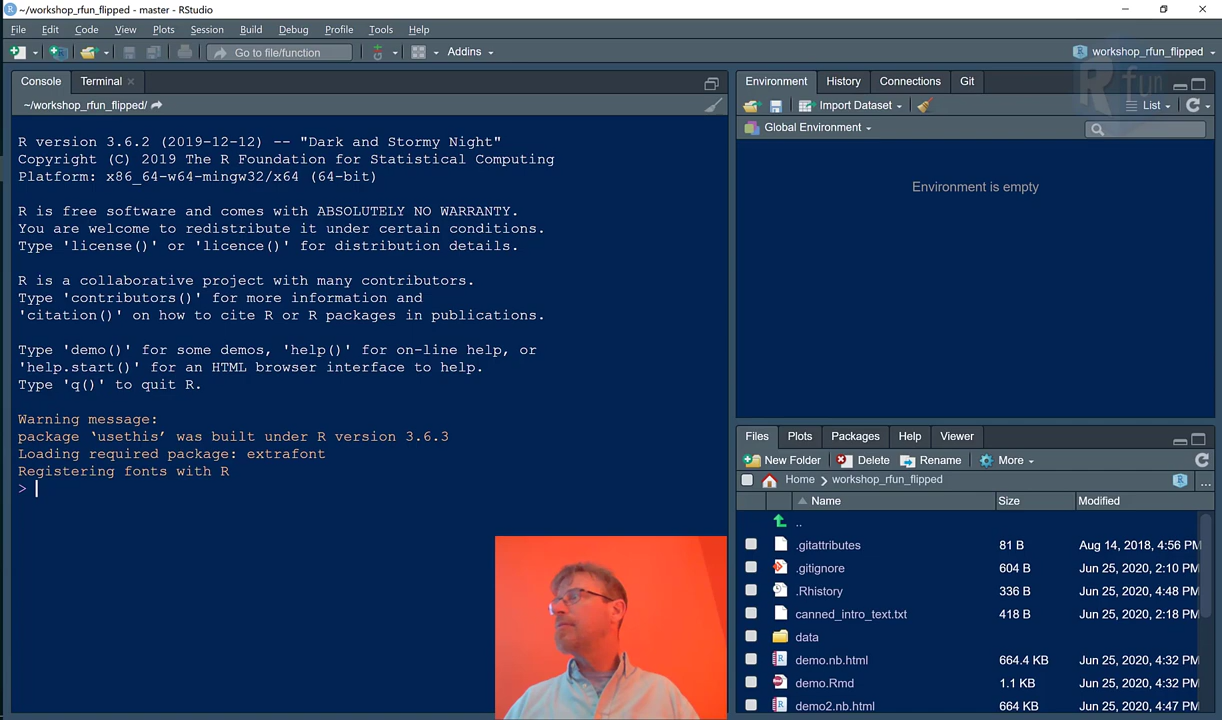 ~/workshop_rfun_flipped - master - RStudio
File Edit Code View Plots Session Build Debug Profile Tools Help
Go to file/function Addins workshop_rfun_flipped
Console Terminal
~/workshop_rfun_flipped/
R version 3.6.2 (2019-12-12) -- "Dark and Stormy Night"
Copyright (C) 2019 The R Foundation for Statistical Computing
Platform: x86_64-w64-mingw32/x64 (64-bit)
R is free software and comes with ABSOLUTELY NO WARRANTY.
You are welcome to redistribute it under certain conditions.
Type 'license()' or 'licence()' for distribution details.
R is a collaborative project with many contributors.
Type 'contributors()' for more information and
'citation()' on how to cite R or R packages in publications.
Type 'demo()' for some demos, 'help()' for on-line help, or
'help.start()' for an HTML browser interface to help.
Type 'q()' to quit R.
Warning message:
package ‘usethis’ was built under R version 3.6.3
Loading required package: extrafont
Registering fonts with R
>
Environment History Connections Git
R fun
Import Dataset List
Global Environment
Environment is empty
Files Plots Packages Help Viewer
New Folder Delete Rename More
Home workshop_rfun_flipped
Name Size Modified
..
.gitattributes 81 B Aug 14, 2018, 4:56 PM
.gitignore 604 B Jun 25, 2020, 2:10 PM
.Rhistory 336 B Jun 25, 2020, 4:48 PM
canned_intro_text.txt 418 B Jun 25, 2020, 2:18 PM
data
demo.nb.html 664.4 KB Jun 25, 2020, 4:32 PM
demo.Rmd 1.1 KB Jun 25, 2020, 4:32 PM
demo2.nb.html 664 KB Jun 25, 2020, 4:47 PM